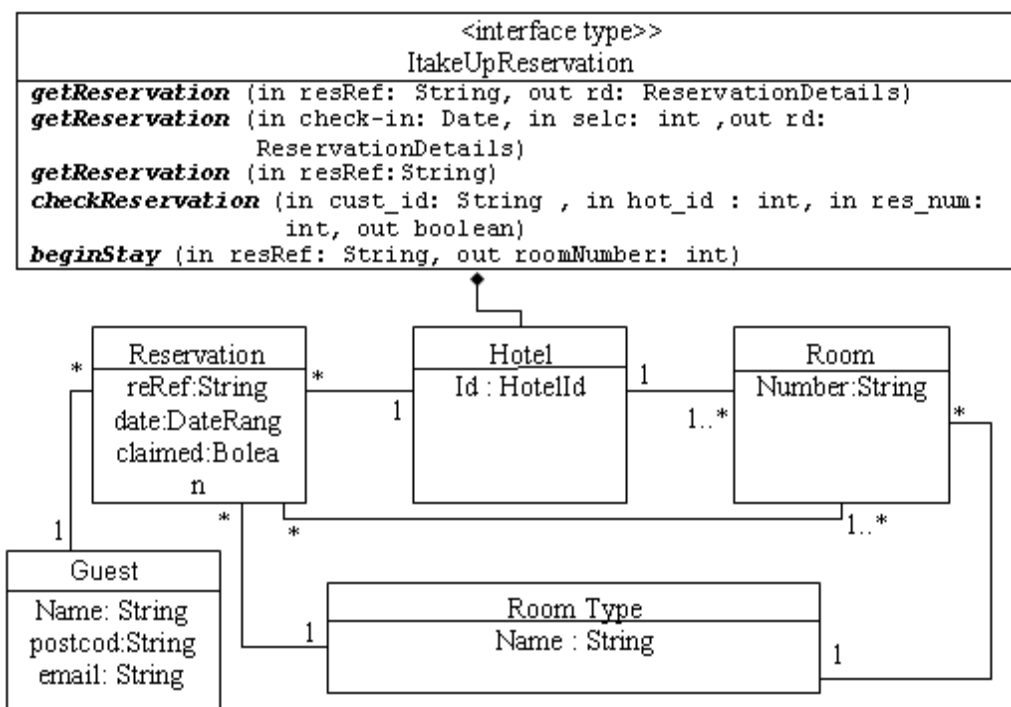 <interface type>>
ItakeUpReservation
getReservation (in resRef: String, out rd: ReservationDetails)
getReservation (in check-in: Date, in selc: int ,out rd:
ReservationDetails)
getReservation (in resRef:String)
checkReservation (in cust_id: String , in hot_id : int, in res_num:
int, out boolean)
beginStay (in resRef: String, out roomNumber: int)
Reservation
reRef:String
date:DateRang
claimed:Bolea
n
*
*
*
*
1
Hotel
Id : HotelId
1
1
1..*
Room
Number:String
*
1..*
Guest
Name: String
postcod:String
email: String
Room Type
Name : String
1
1